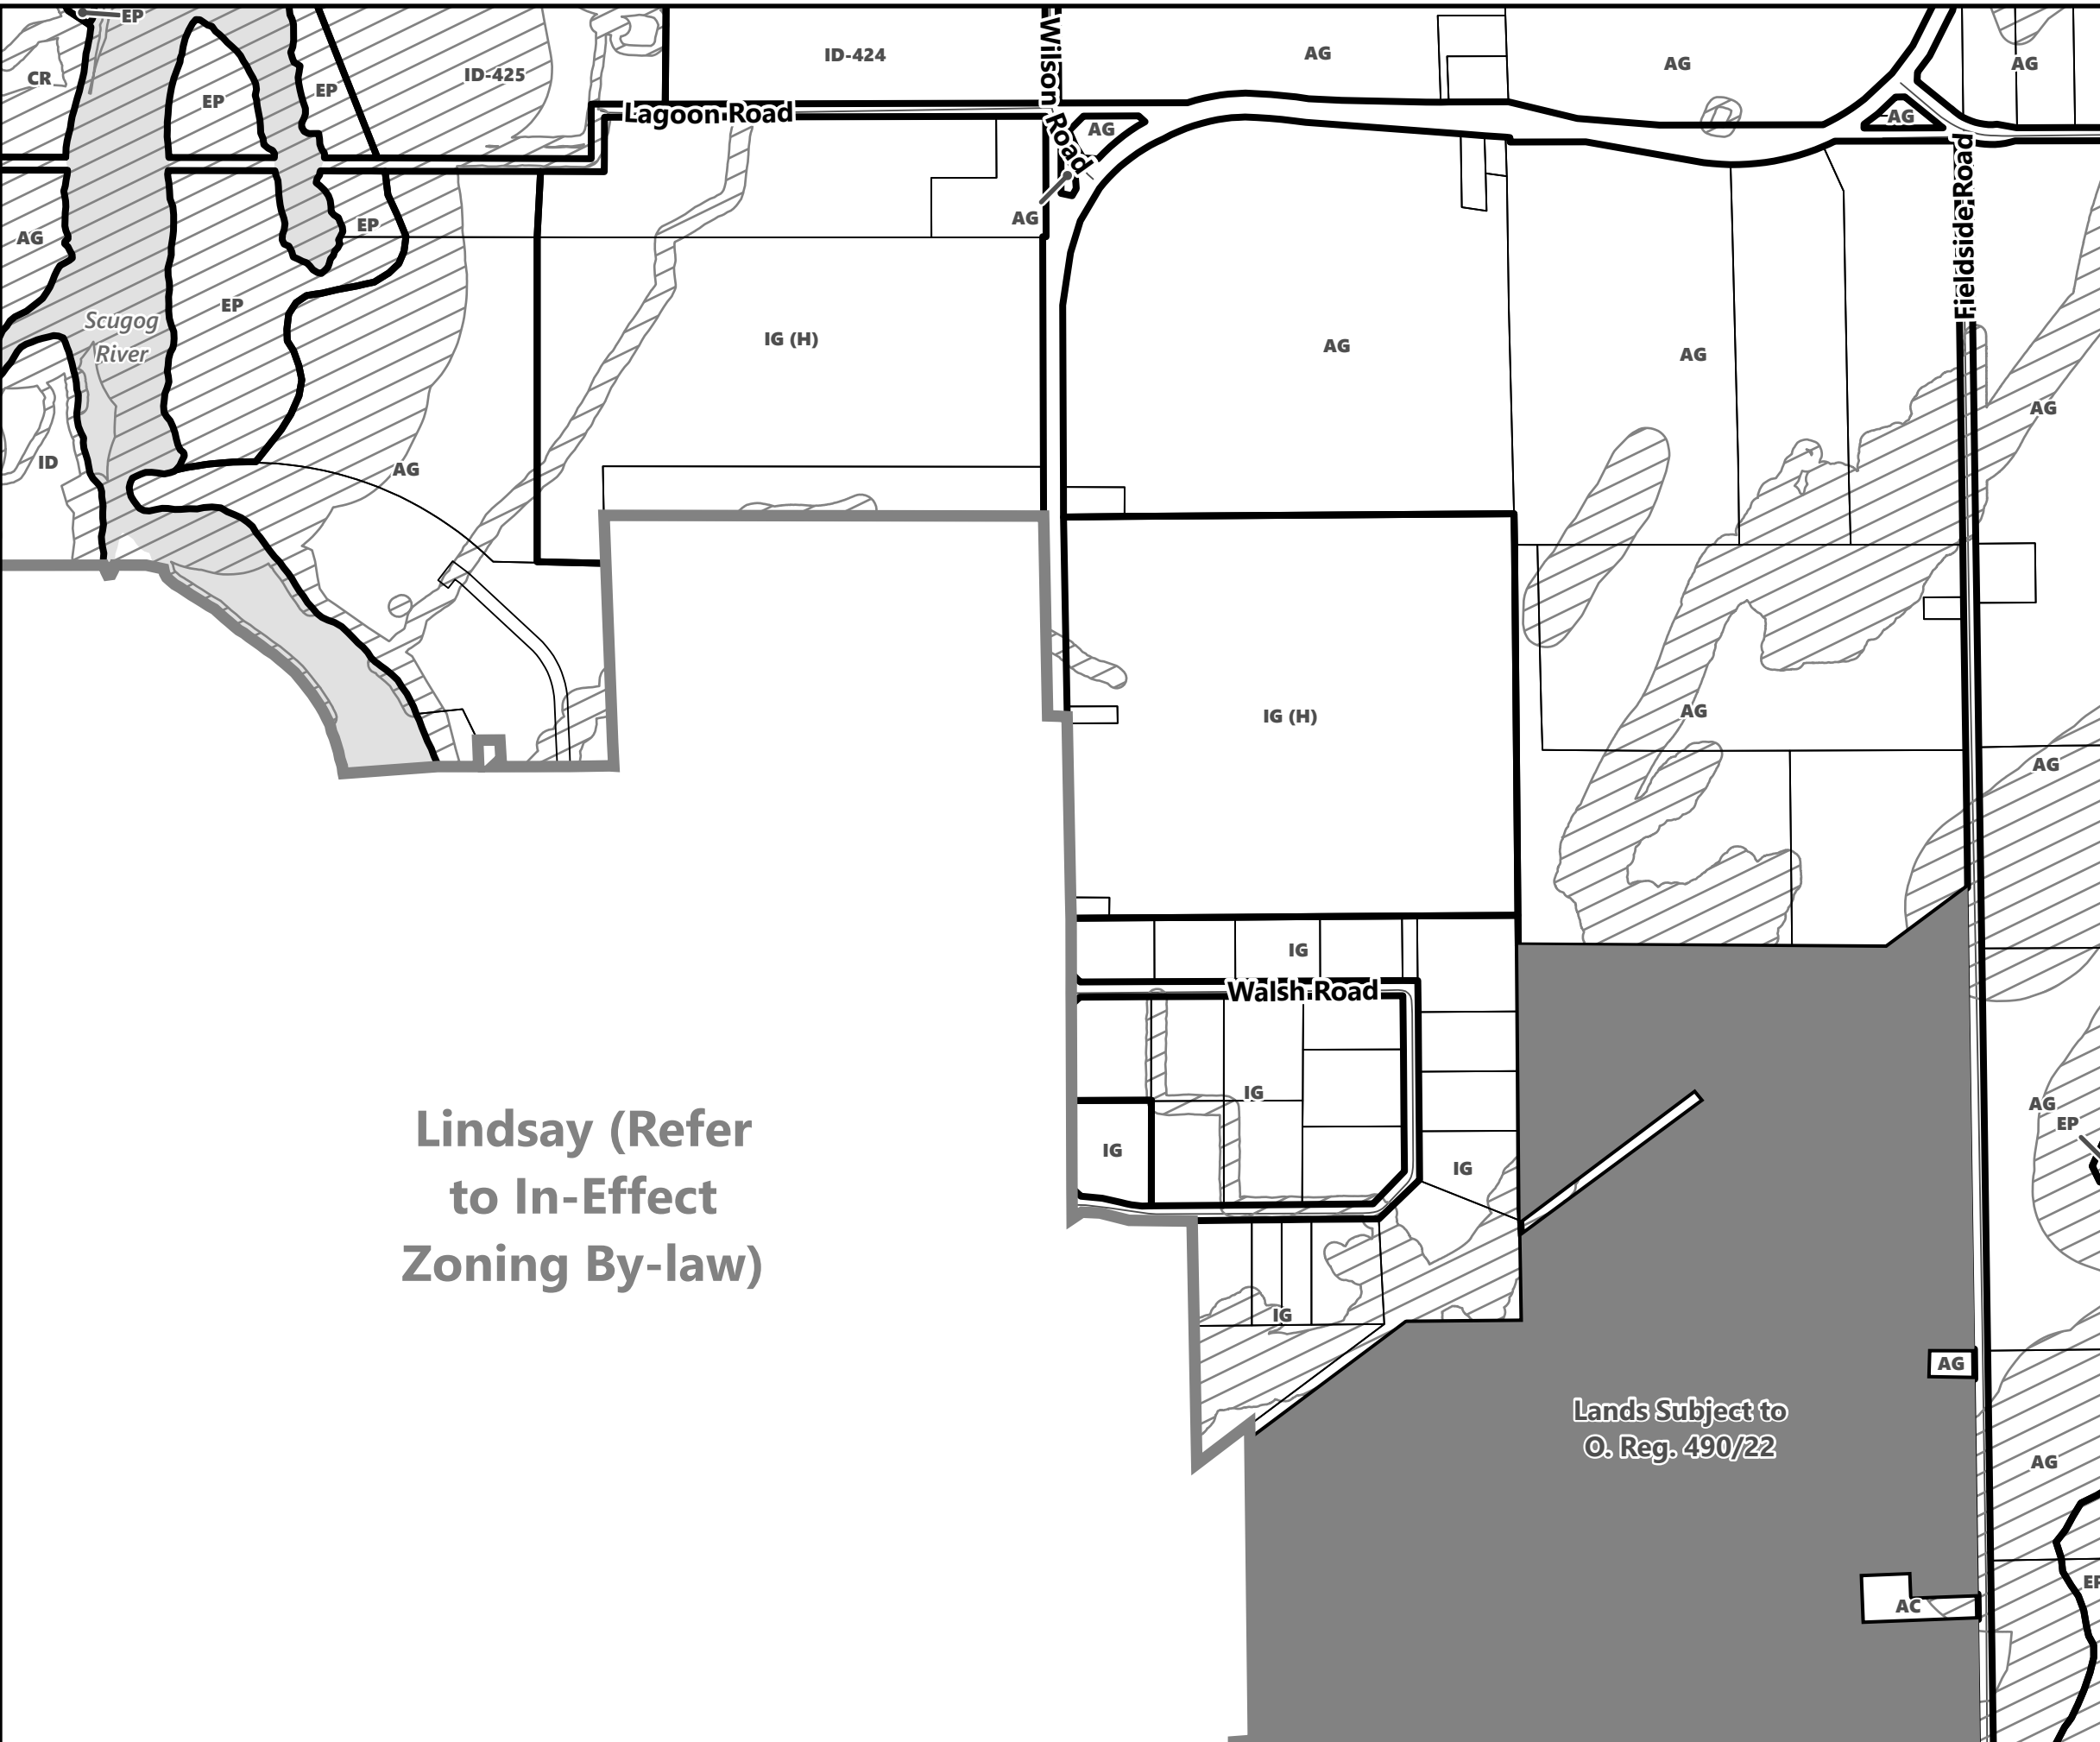 EP
CR
EP
EP
ID-425
ID-424
Wilson Road
AG
AG
AG
Lagoon Road
AG
AG
AG
EP
AG
Fieldside Road
EP
Scugog
River
IG (H)
AG
AG
AG
ID
AG
IG (H)
AG
AG
IG
Walsh Road
IG
AG
EP
IG
IG
Lindsay (Refer
to In-Effect
Zoning By-law)
IG
AG
Lands Subject to
O. Reg. 490/22
AG
EP
AC